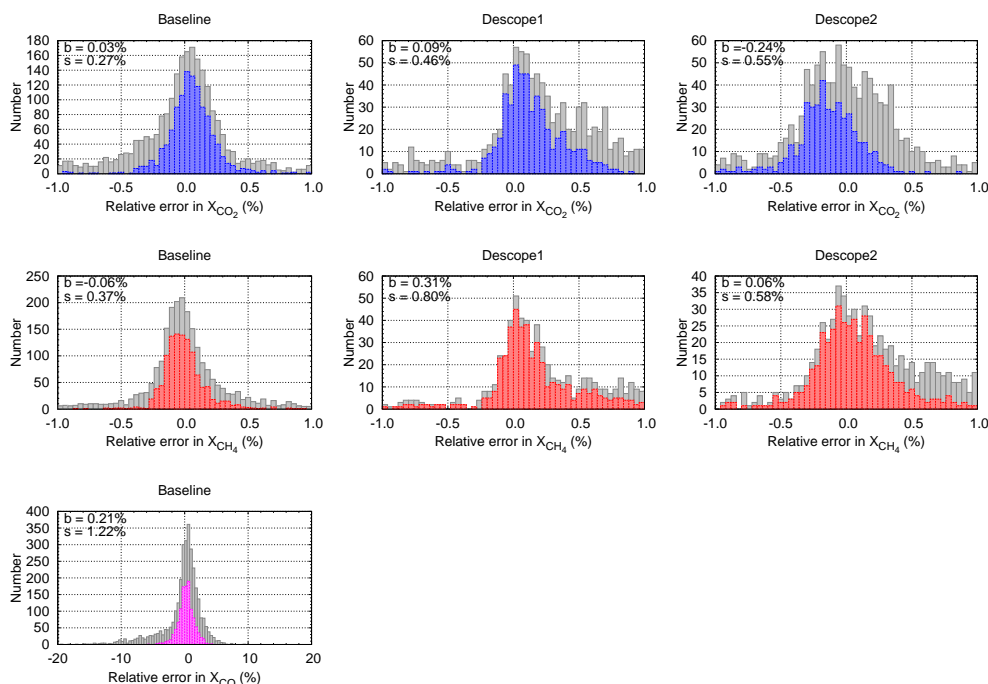 Baseline
Descope1
Descope2
b = 0.03%
s = 0.27%
b = 0.09%
s = 0.46%
b =-0.24%
s = 0.55%
Number
180
160
140
120
100
80
60
40
20
0
-1.0 -0.5 0.0 0.5 1.0
Relative error in XCO2 (%)
Number
60
50
40
30
20
10
0
-1.0 -0.5 0.0 0.5 1.0
Relative error in XCO2 (%)
Number
60
50
40
30
20
10
0
-1.0 -0.5 0.0 0.5 1.0
Relative error in XCO2 (%)
Baseline
Descope1
Descope2
b =-0.06%
s = 0.37%
b = 0.31%
s = 0.80%
b = 0.06%
s = 0.58%
Number
250
200
150
100
50
0
-1.0 -0.5 0.0 0.5 1.0
Relative error in XCH4 (%)
Number
60
50
40
30
20
10
0
-1.0 -0.5 0.0 0.5 1.0
Relative error in XCH4 (%)
Number
40
35
30
25
20
15
10
5
0
-1.0 -0.5 0.0 0.5 1.0
Relative error in XCH4 (%)
Baseline
b = 0.21%
s = 1.22%
Number
400
350
300
250
200
150
100
50
0
-20 -10 0 10 20
Relative error in XCO (%)